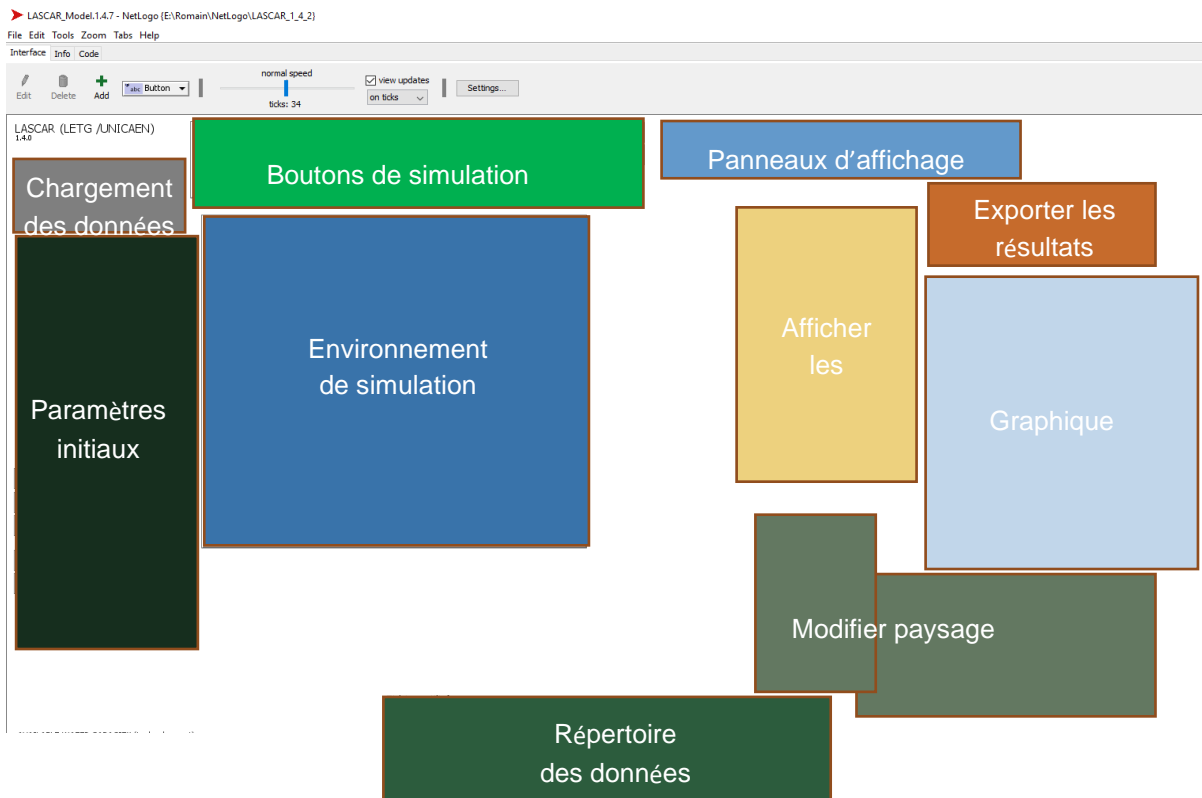 LASCAR_Model.1.4.7 - NetLogo {E:\Romain\NetLogo\LASCAR_1_4_2}
File Edit Tools Zoom Tabs Help
Interface Info Code
Edit Delete Add abc Button normal speed ticks: 34 view updates on ticks Settings...
LASCAR (LETG /UNICAEN)
1.4.0
Chargement
des données
Boutons de simulation
Panneaux d'affichage
Exporter les
résultats
Paramètres
initiaux
Environnement
de simulation
Afficher
les
Graphique
Modifier paysage
Répertoire
des données